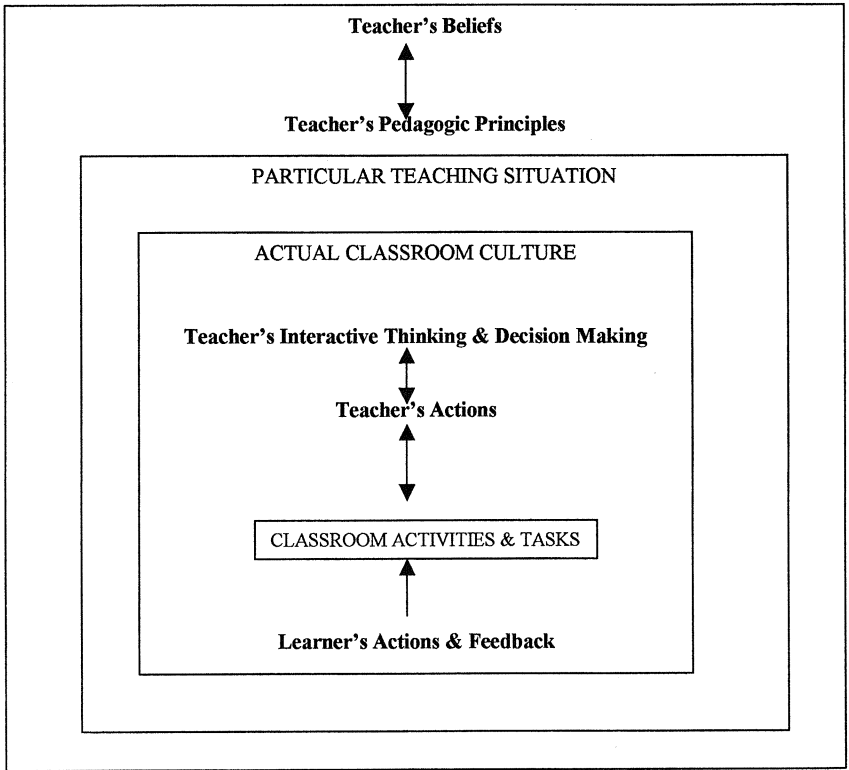 Teacher's Beliefs
Teacher's Pedagogic Principles
PARTICULAR TEACHING SITUATION
ACTUAL CLASSROOM CULTURE
Teacher's Interactive Thinking & Decision Making
Teacher's Actions
CLASSROOM ACTIVITIES & TASKS
Learner's Actions & Feedback